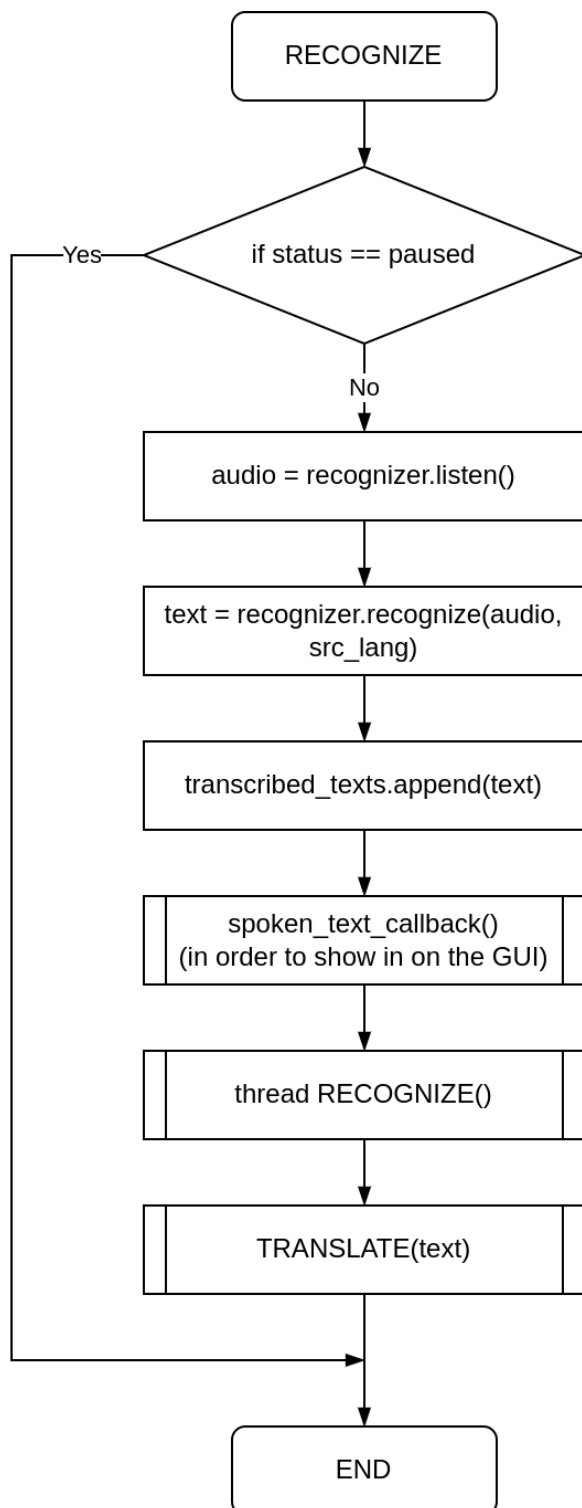 RECOGNIZE
if status == paused
Yes
No
audio = recognizer.listen()
text = recognizer.recognize(audio,
src_lang)
transcribed_texts.append(text)
spoken_text_callback()
(in order to show in on the GUI)
thread RECOGNIZE()
TRANSLATE(text)
END